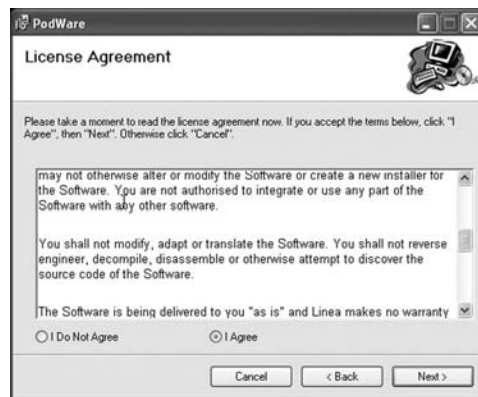 PodWare
License Agreement
Please take a moment to read the license agreement now. If you accept the terms below, click "I
Agree", then "Next". Otherwise click "Cancel".
may not otherwise alter or modify the Software or create a new installer for
the Software. You are not authorised to integrate or use any part of the
Software with any other software.
You shall not modify, adapt or translate the Software. You shall not reverse
engineer, decompile, disassemble or otherwise attempt to discover the
source code of the Software.
The Software is being delivered to you "as is" and Linea makes no warranty
I Do Not Agree
I Agree
Cancel
< Back
Next >